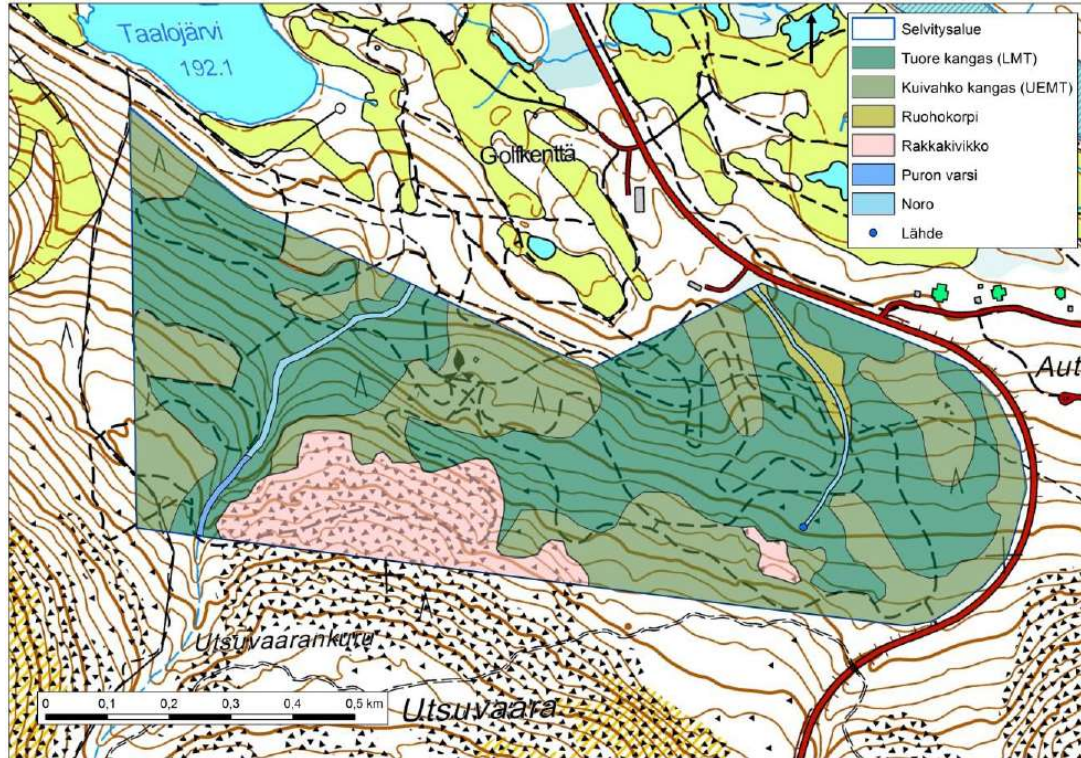 Taalojärvi
192.1
Golfkenttä
Selvitysalue
Tuore kangas (LMT)
Kuivahko kangas (UEMT)
Ruohokorpi
Rakkakivikko
Puron varsi
Noro
Lähde
Aut
Utsuvaarankuru
Utsuvaara
0 0,1 0,2 0,3 0,4 0,5 km